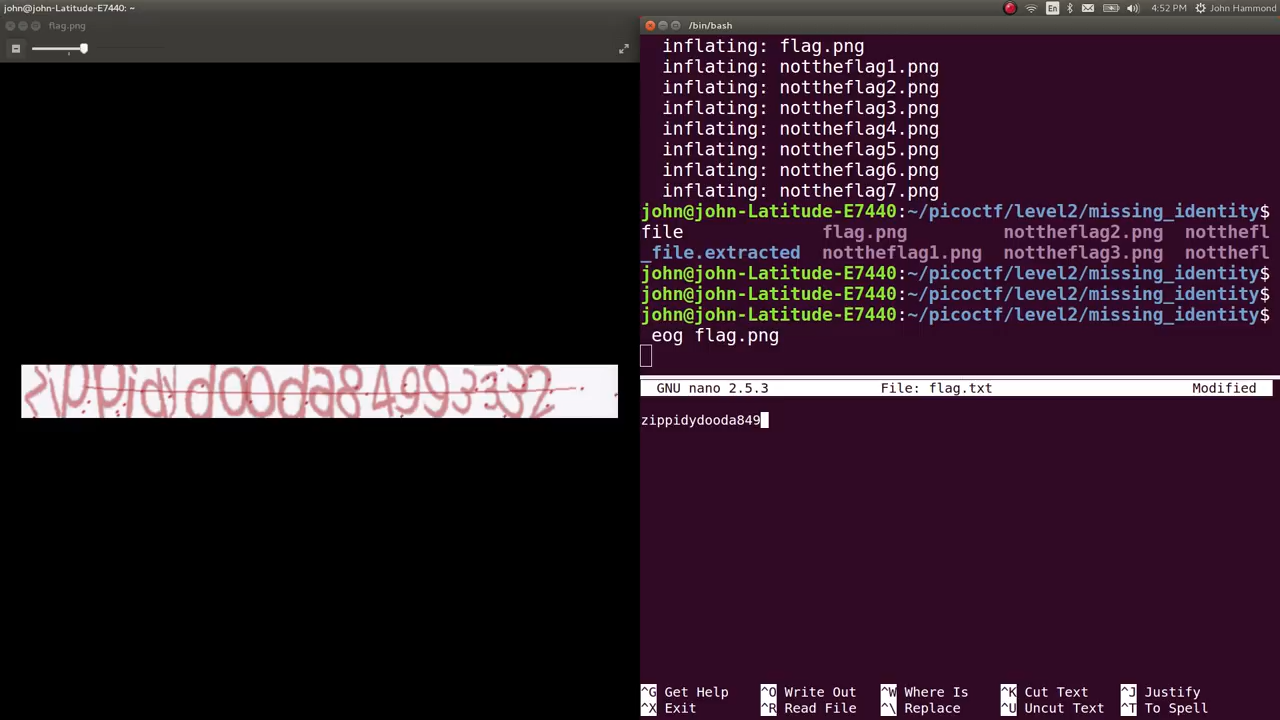 john@john-Latitude-E7440: ~
4:52 PM John Hammond
En
flag.png
/bin/bash
inflating: flag.png
inflating: nottheflag1.png
inflating: nottheflag2.png
inflating: nottheflag3.png
inflating: nottheflag4.png
inflating: nottheflag5.png
inflating: nottheflag6.png
inflating: nottheflag7.png
john@john-Latitude-E7440:~/picoctf/level2/missing_identity$
file flag.png nottheflag2.png notthefl
_file.extracted nottheflag1.png nottheflag3.png notthefl
john@john-Latitude-E7440:~/picoctf/level2/missing_identity$
john@john-Latitude-E7440:~/picoctf/level2/missing_identity$
john@john-Latitude-E7440:~/picoctf/level2/missing_identity$
eog flag.png
zippidydooda84993332
GNU nano 2.5.3 File: flag.txt Modified
zippidydooda849
^G Get Help ^O Write Out ^W Where Is ^K Cut Text ^J Justify
^X Exit ^R Read File ^\ Replace ^U Uncut Text ^T To Spell